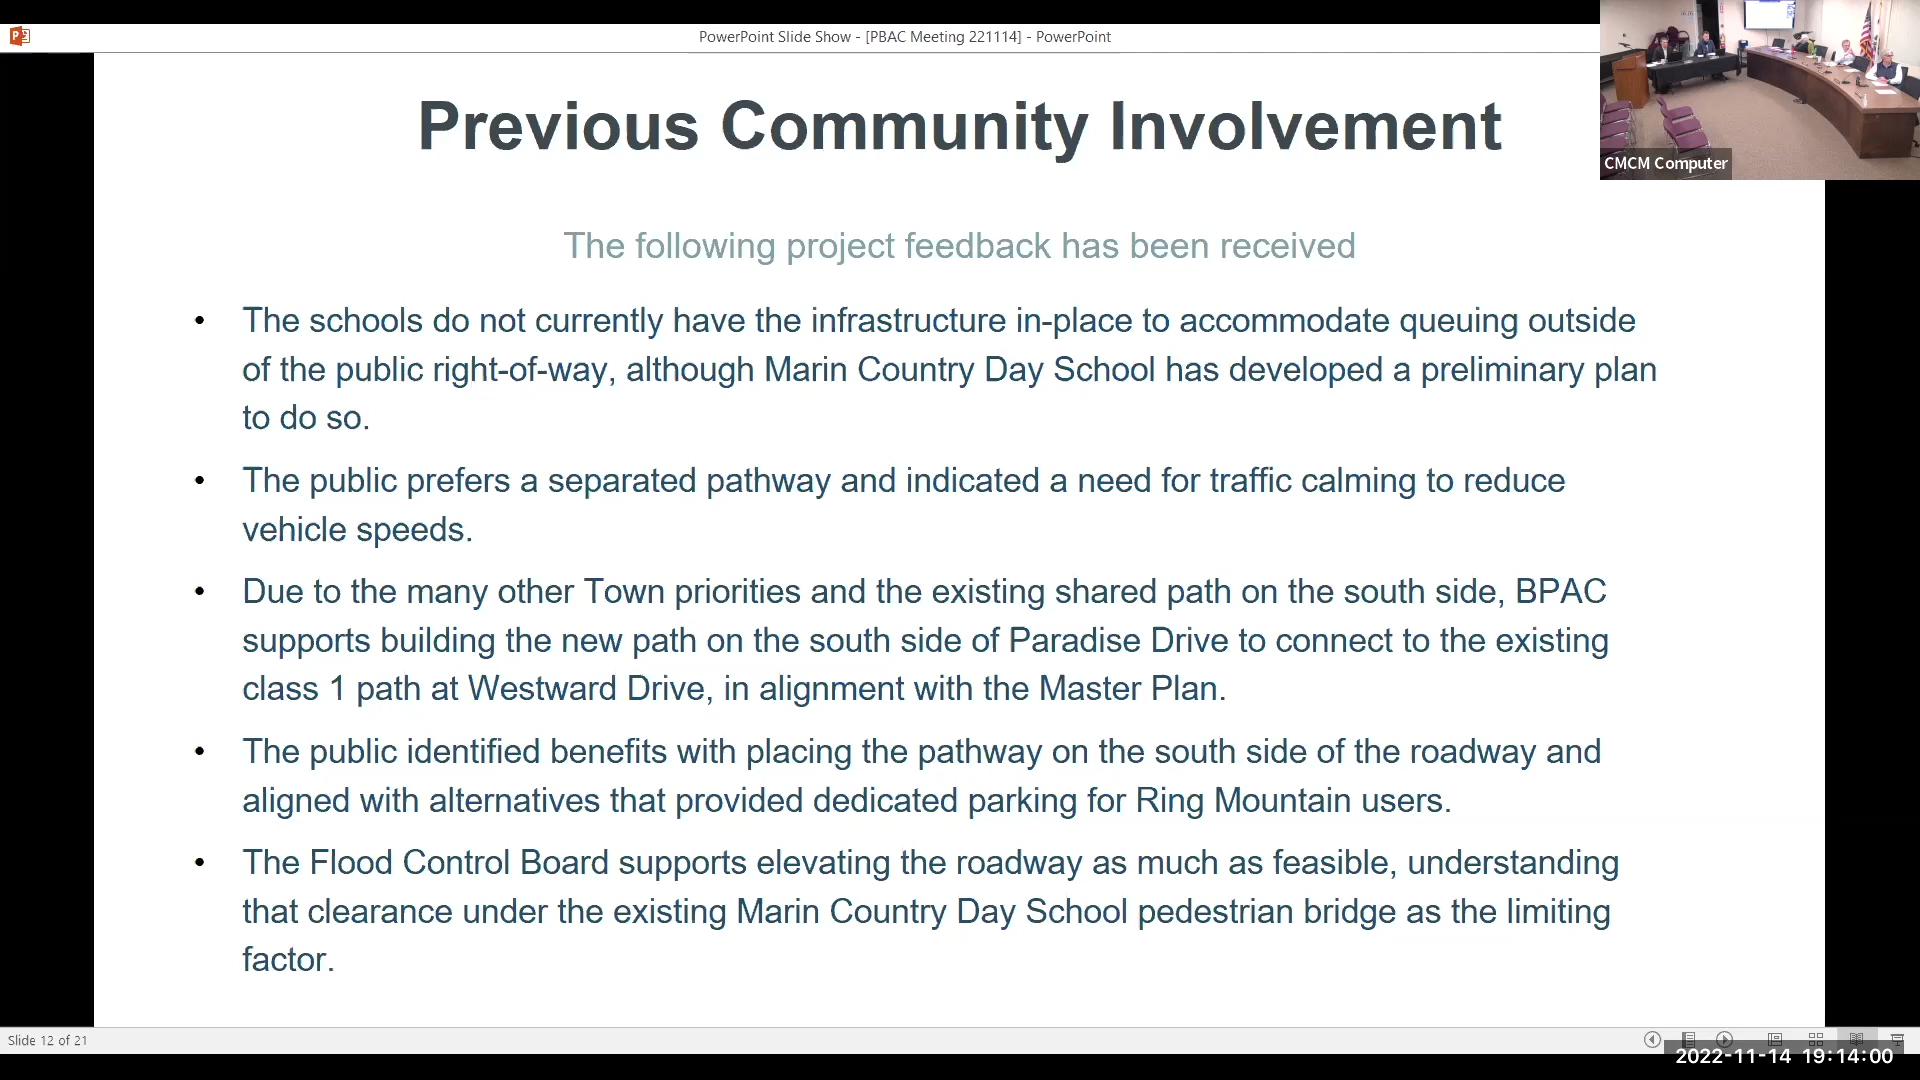 PowerPoint Slide Show - [PBAC Meeting 221114] - PowerPoint
CMCM Computer
Previous Community Involvement
The following project feedback has been received
• The schools do not currently have the infrastructure in-place to accommodate queuing outside
of the public right-of-way, although Marin Country Day School has developed a preliminary plan
to do so.
• The public prefers a separated pathway and indicated a need for traffic calming to reduce
vehicle speeds.
• Due to the many other Town priorities and the existing shared path on the south side, BPAC
supports building the new path on the south side of Paradise Drive to connect to the existing
class 1 path at Westward Drive, in alignment with the Master Plan.
• The public identified benefits with placing the pathway on the south side of the roadway and
aligned with alternatives that provided dedicated parking for Ring Mountain users.
• The Flood Control Board supports elevating the roadway as much as feasible, understanding
that clearance under the existing Marin Country Day School pedestrian bridge as the limiting
factor.
Slide 12 of 21
2022-11-14 19:14:00